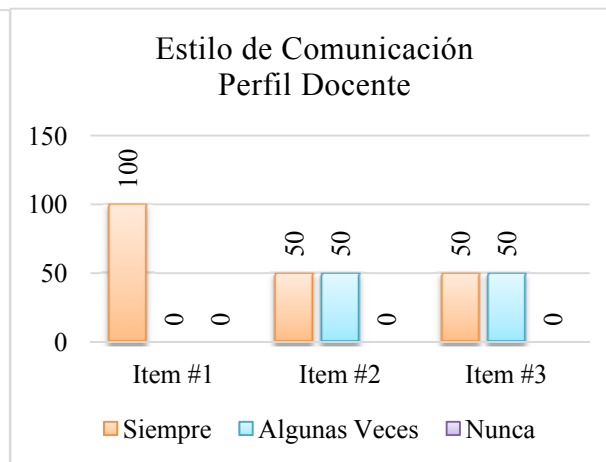 Estilo de Comunicación
Perfil Docente
150
100
50
0
100
0
0
50
50
0
50
50
0
Item #1
Item #2
Item #3
Siempre
Algunas Veces
Nunca